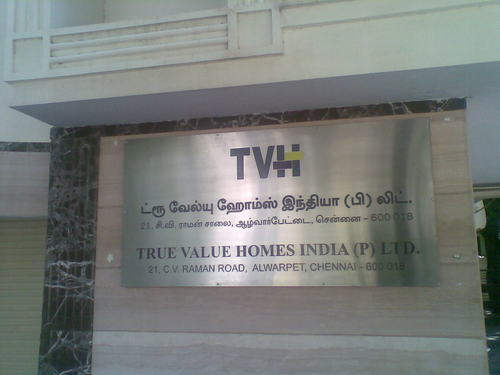 TVH
ட்ரூ வேல்யு ஹோம்ஸ் இந்தியா (பி) லிட்.
21, சி.வி. ராமன் சாலை, ஆழ்வார்பேட்டை, சென்னை - 600 018
TRUE VALUE HOMES INDIA (P) LTD.
21, C.V. RAMAN ROAD, ALWARPET, CHENNAI - 600 018